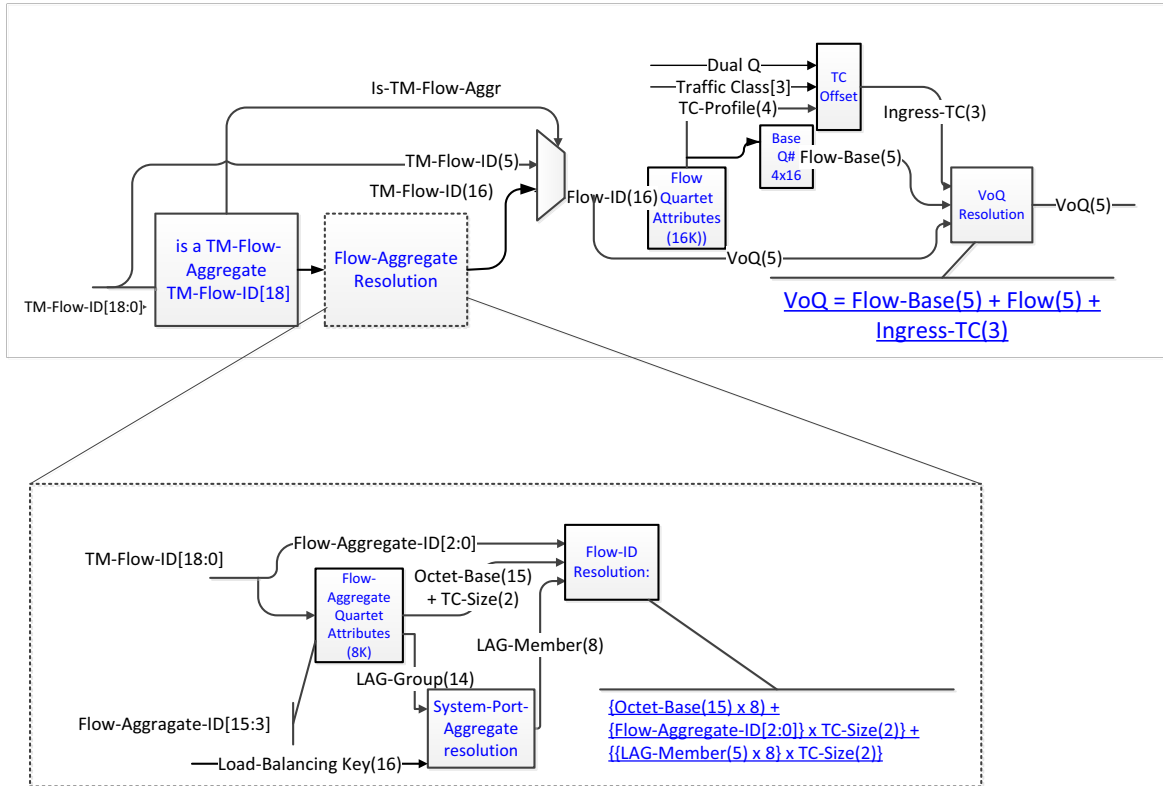 Is-TM-Flow-Aggr
Dual Q
Traffic Class[3]
TC-Profile(4)
TC
Offset
Ingress-TC(3)
TM-Flow-ID(5)
TM-Flow-ID(16)
Flow-ID(16)
Flow
Quartet
Attributes
(16K))
Base
Q#
4x16
Flow-Base(5)
VoQ
Resolution
VoQ(5)
VoQ(5)
is a TM-Flow-
Aggregate
TM-Flow-ID[18]
Flow-Aggregate
Resolution
TM-Flow-ID[18:0]
VoQ = Flow-Base(5) + Flow(5) +
Ingress-TC(3)
TM-Flow-ID[18:0]
Flow-Aggregate-ID[2:0]
Flow-
Aggregate
Quartet
Attributes
(8K)
Octet-Base(15)
+ TC-Size(2)
Flow-ID
Resolution:
LAG-Member(8)
LAG-Group(14)
System-Port-
Aggregate
resolution
Flow-Aggragate-ID[15:3]
Load-Balancing Key(16)
{Octet-Base(15) x 8) +
{Flow-Aggregate-ID[2:0]} x TC-Size(2)} +
{{LAG-Member(5) x 8} x TC-Size(2)}